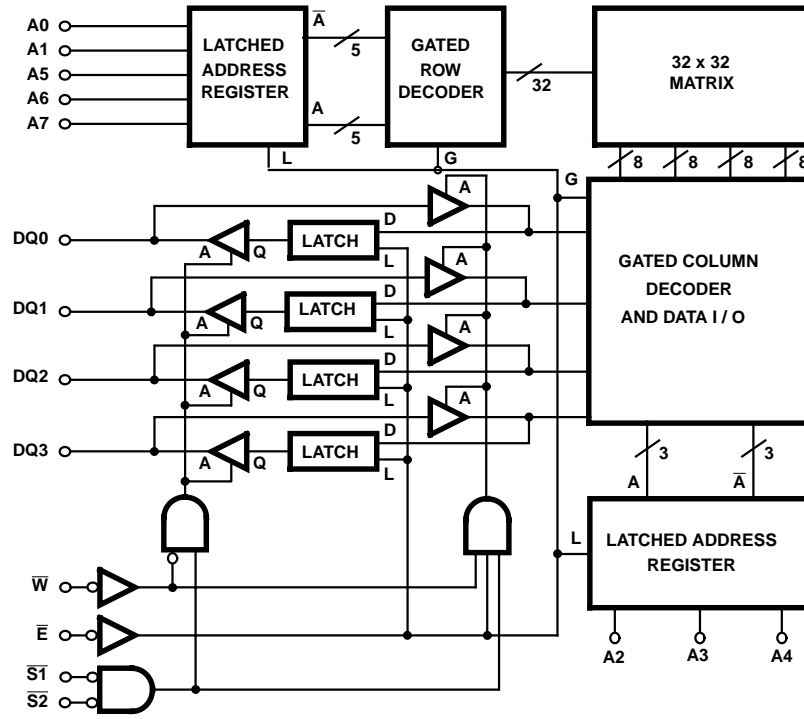 A0
A1
A5
A6
A7
LATCHED
ADDRESS
REGISTER
A̅
5
A
5
L
GATED
ROW
DECODER
G
32
32 x 32
MATRIX
8
8
8
8
G
GATED COLUMN
DECODER
AND DATA I / O
DQ0
A
Q
LATCH
D
L
A
DQ1
A
Q
LATCH
D
L
A
DQ2
A
Q
LATCH
D
L
A
DQ3
A
Q
LATCH
D
L
A
3
A
3
A̅
L
LATCHED ADDRESS
REGISTER
A2
A3
A4
W̅
E̅
S̅1̅
S̅2̅